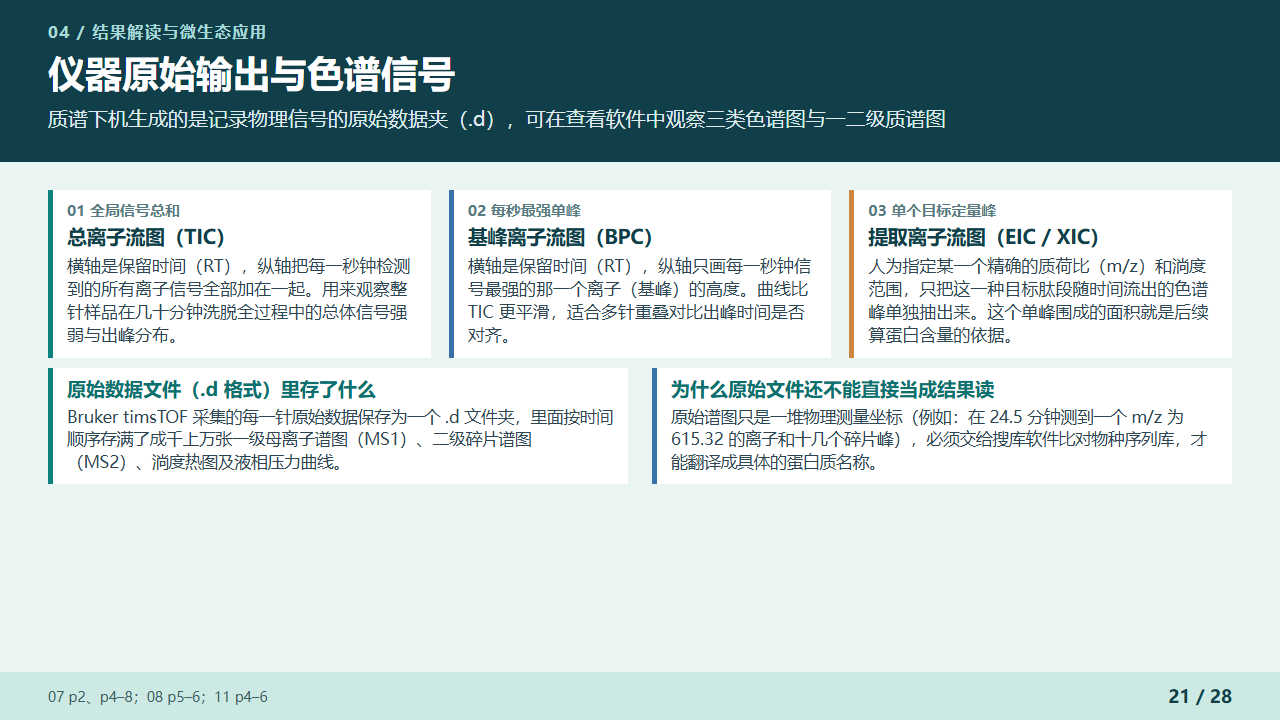 04 / 结果解读与微生态应用
仪器原始输出与色谱信号
质谱下机生成的是记录物理信号的原始数据夹（.d），可在查看软件中观察三类色谱图与一二级质谱图
01 全局信号总和
总离子流图（TIC）
横轴是保留时间（RT），纵轴把每一秒钟检测
到的所有离子信号全部加在一起。用来观察整
针样品在几十分钟洗脱全过程中的总体信号强
弱与出峰分布。
02 每秒最强单峰
基峰离子流图（BPC）
横轴是保留时间（RT），纵轴只画每一秒钟信
号最强的那一个离子（基峰）的高度。曲线比
TIC 更平滑，适合多针重叠对比出峰时间是否
对齐。
03 单个目标定量峰
提取离子流图（EIC / XIC）
人为指定某一个精确的质荷比（m/z）和淌度
范围，只把这一种目标肽段随时间流出的色谱
峰单独抽出来。这个单峰围成的面积就是后续
算蛋白含量的依据。
原始数据文件（.d 格式）里存了什么
Bruker timsTOF 采集的每一针原始数据保存为一个 .d 文件夹，里面按时间
顺序存满了成千上万张一级母离子谱图（MS1）、二级碎片谱图
（MS2）、淌度热图及液相压力曲线。
为什么原始文件还不能直接当成结果读
原始谱图只是一堆物理测量坐标（例如：在 24.5 分钟测到一个 m/z 为
615.32 的离子和十几个碎片峰），必须交给搜库软件比对物种序列库，才
能翻译成具体的蛋白质名称。
07 p2、p4–8；08 p5–6；11 p4–6
21 / 28